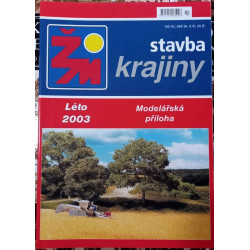 ŽM
stavba
krajiny
Léto
2003
Modelářská
příloha